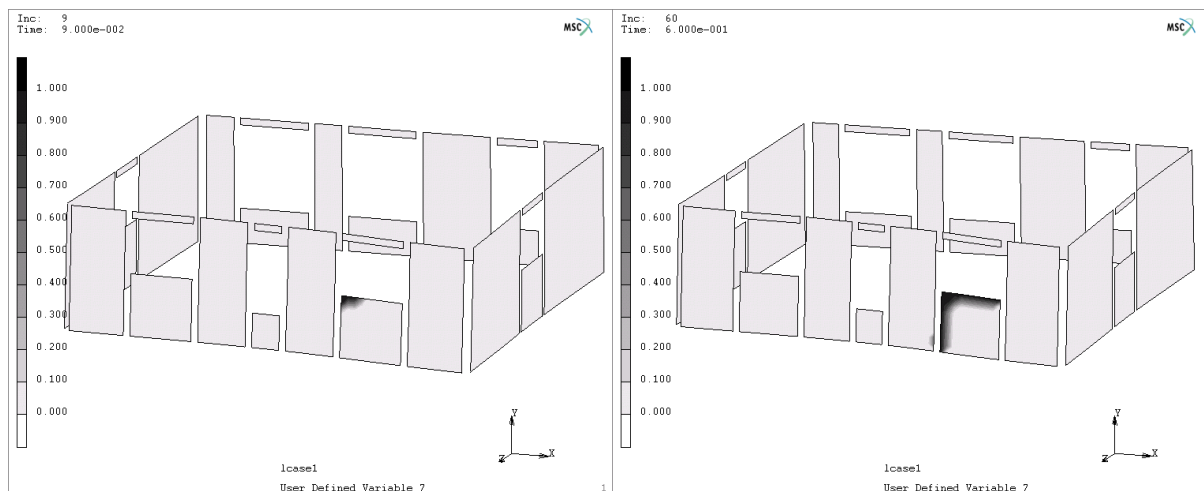 Inc: 9
Time: 9.000e-002
MSC
1.000
0.900
0.800
0.700
0.600
0.500
0.400
0.300
0.200
0.100
0.000
Y
Z X
lcase1
User Defined Variable 7
1
Inc: 60
Time: 6.000e-001
MSC
1.000
0.900
0.800
0.700
0.600
0.500
0.400
0.300
0.200
0.100
0.000
Y
Z X
lcase1
User Defined Variable 7